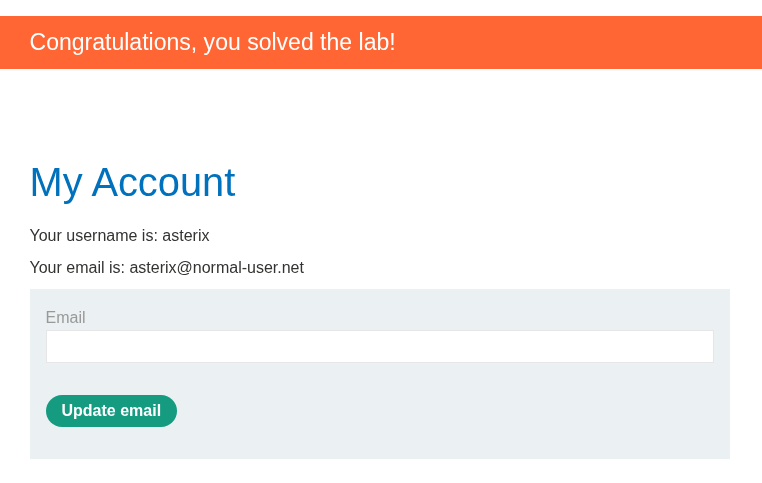 Congratulations, you solved the lab!
My Account
Your username is: asterix
Your email is: asterix@normal-user.net
Email
Update email